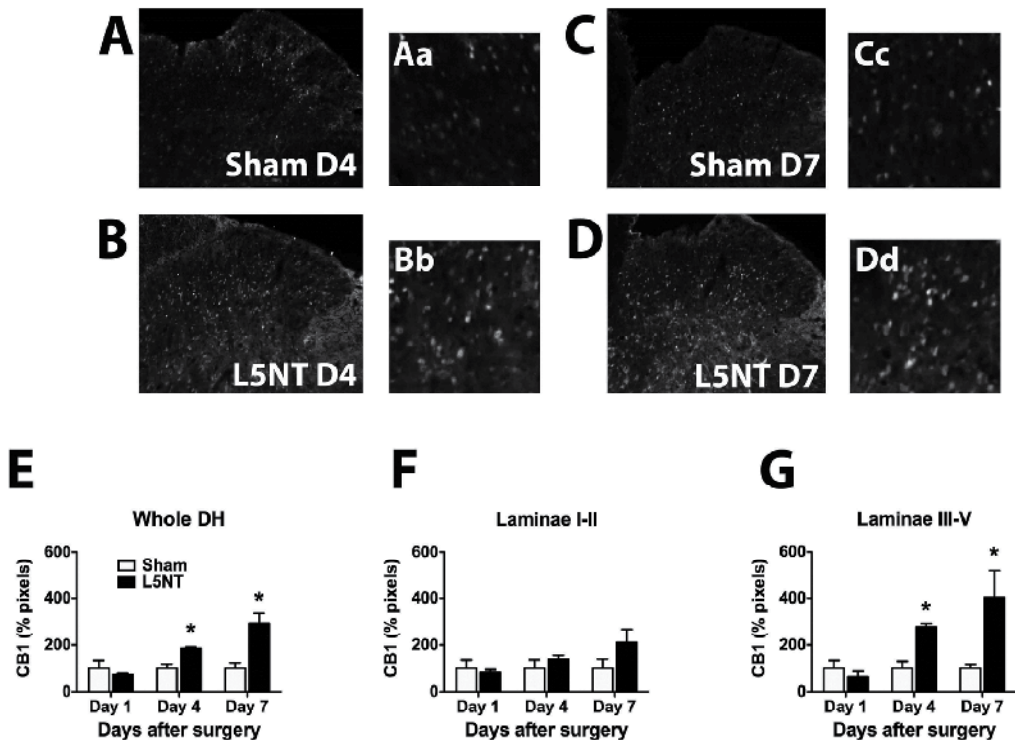 A
Aa
Sham D4
C
Cc
Sham D7
B
Bb
L5NT D4
D
Dd
L5NT D7
E
Whole DH
CB1 (% pixels)
600
400
200
0
Sham
L5NT
*
*
Day 1 Day 4 Day 7
Days after surgery
F
Laminae I-II
CB1 (% pixels)
600
400
200
0
Day 1 Day 4 Day 7
Days after surgery
G
Laminae III-V
CB1 (% pixels)
600
400
200
0
*
*
Day 1 Day 4 Day 7
Days after surgery